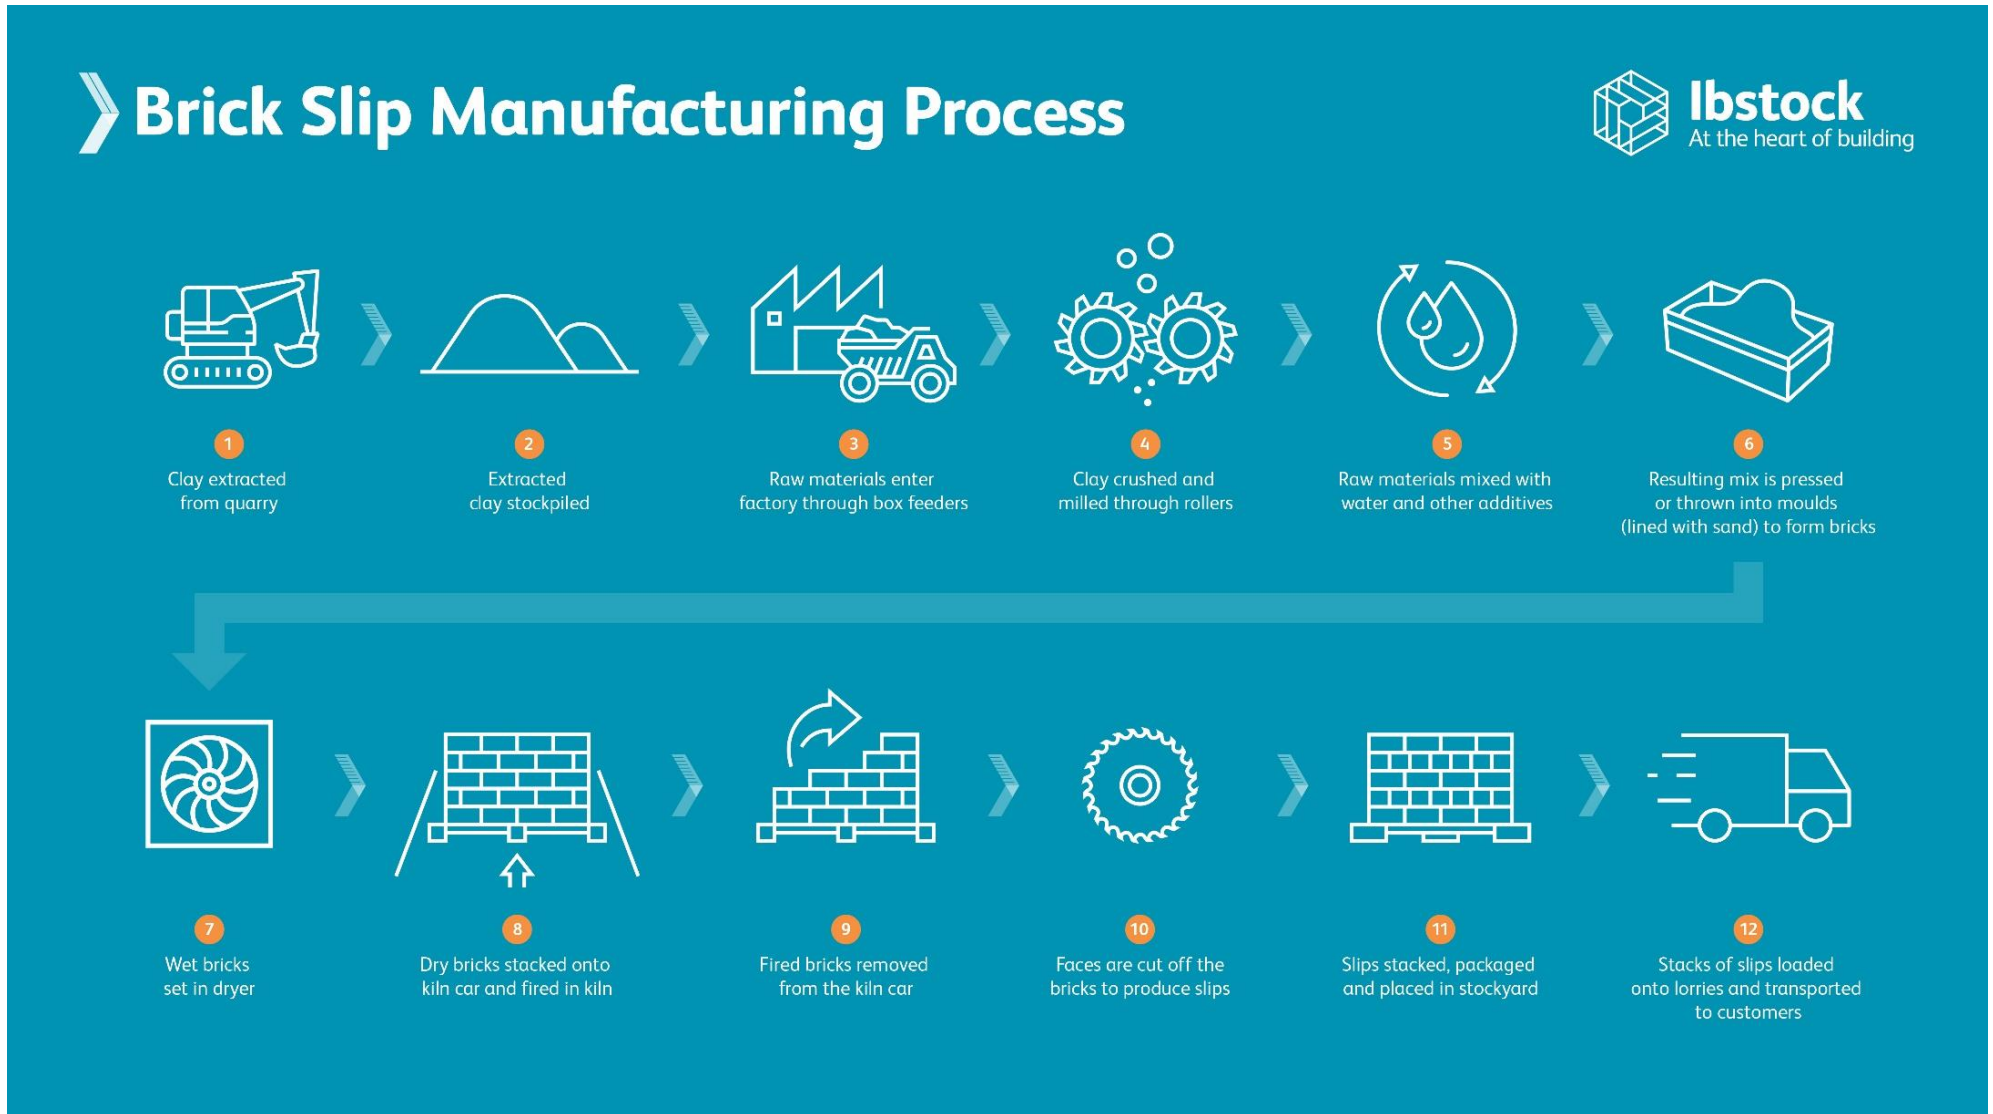 Brick Slip Manufacturing Process
Ibstock
At the heart of building
1
Clay extracted
from quarry
2
Extracted
clay stockpiled
3
Raw materials enter
factory through box feeders
4
Clay crushed and
milled through rollers
5
Raw materials mixed with
water and other additives
6
Resulting mix is pressed
or thrown into moulds
(lined with sand) to form bricks
7
Wet bricks
set in dryer
8
Dry bricks stacked onto
kiln car and fired in kiln
9
Fired bricks removed
from the kiln car
10
Faces are cut off the
bricks to produce slips
11
Slips stacked, packaged
and placed in stockyard
12
Stacks of slips loaded
onto lorries and transported
to customers